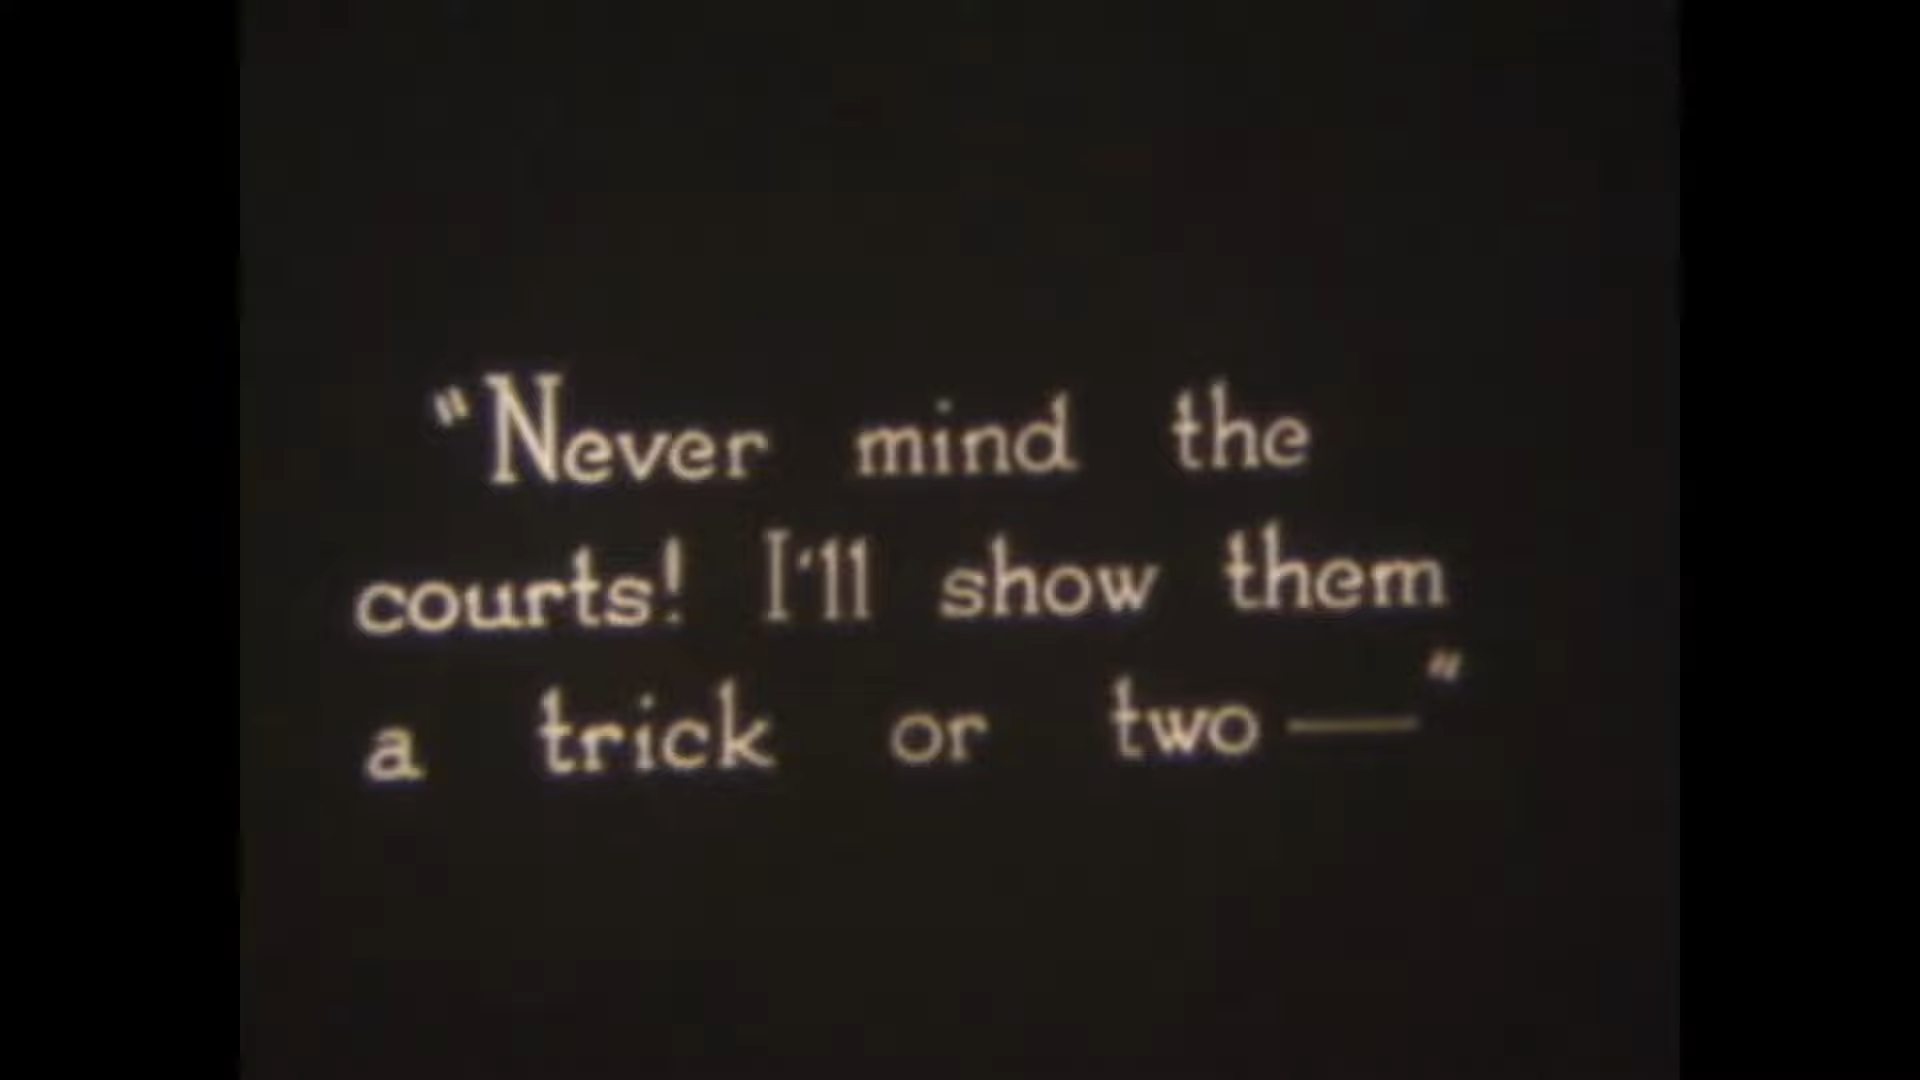 "Never mind the
courts! I'll show them
a trick or two—"